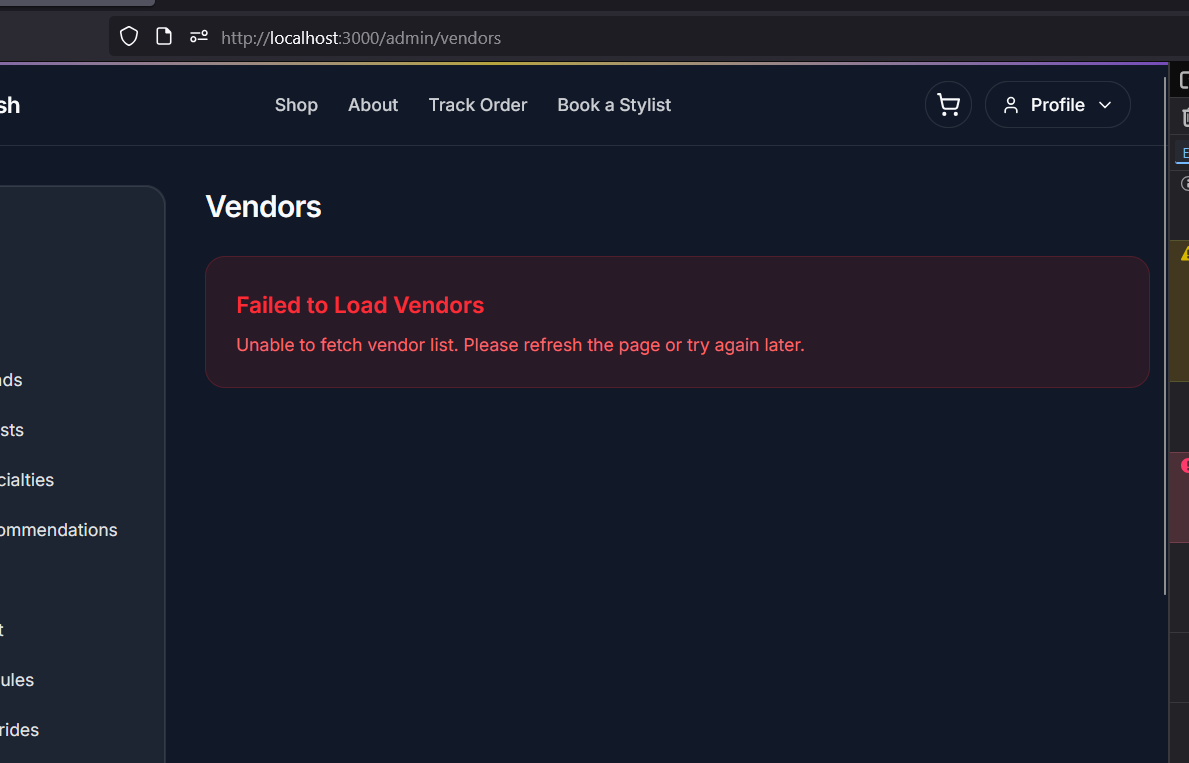 http://localhost:3000/admin/vendors
sh
Shop
About
Track Order
Book a Stylist
Profile
Vendors
Failed to Load Vendors
Unable to fetch vendor list. Please refresh the page or try again later.
nds
sts
cialties
ommendations
t
ules
rides
E